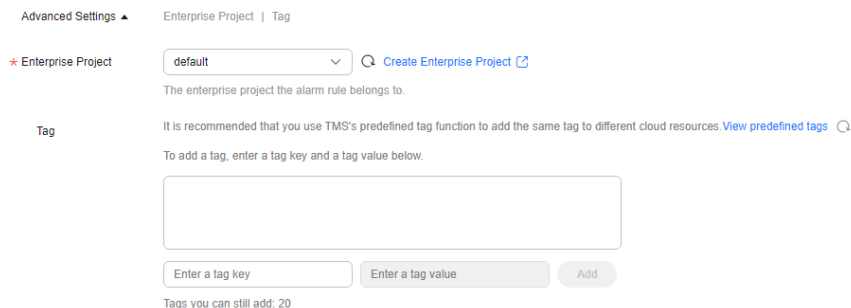 Advanced Settings Enterprise Project | Tag
* Enterprise Project default Create Enterprise Project
The enterprise project the alarm rule belongs to.
Tag It is recommended that you use TMS's predefined tag function to add the same tag to different cloud resources.View predefined tags
To add a tag, enter a tag key and a tag value below.
Enter a tag key Enter a tag value Add
Tags you can still add: 20